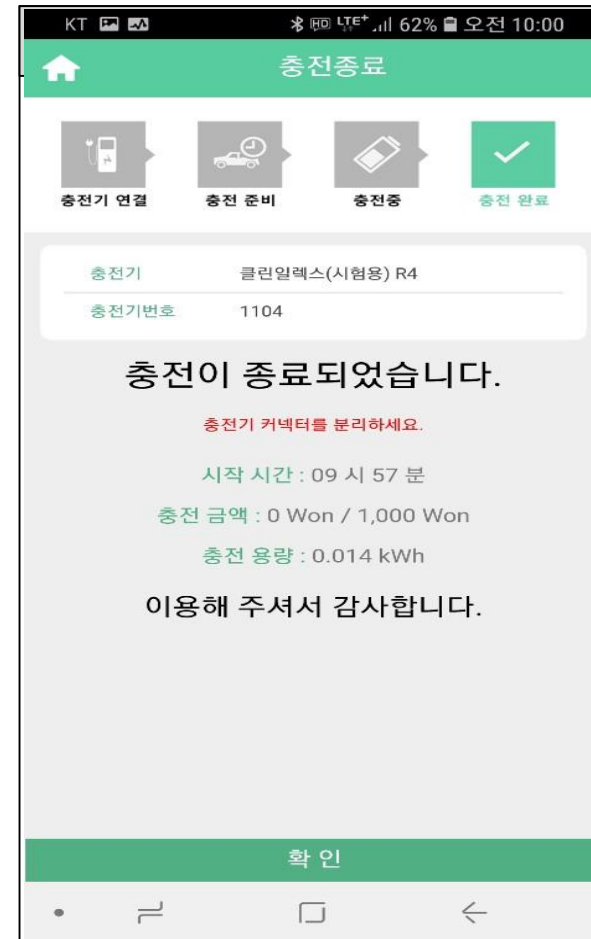 KT HD LTE+ 62% 오전 10:00
충전종료
충전기 연결 충전 준비 충전중 충전 완료
충전기 클린일렉스(시험용) R4
충전기번호 1104
충전이 종료되었습니다.
충전기 커넥터를 분리하세요.
시작 시간 : 09 시 57 분
충전 금액 : 0 Won / 1,000 Won
충전 용량 : 0.014 kWh
이용해 주셔서 감사합니다.
확 인